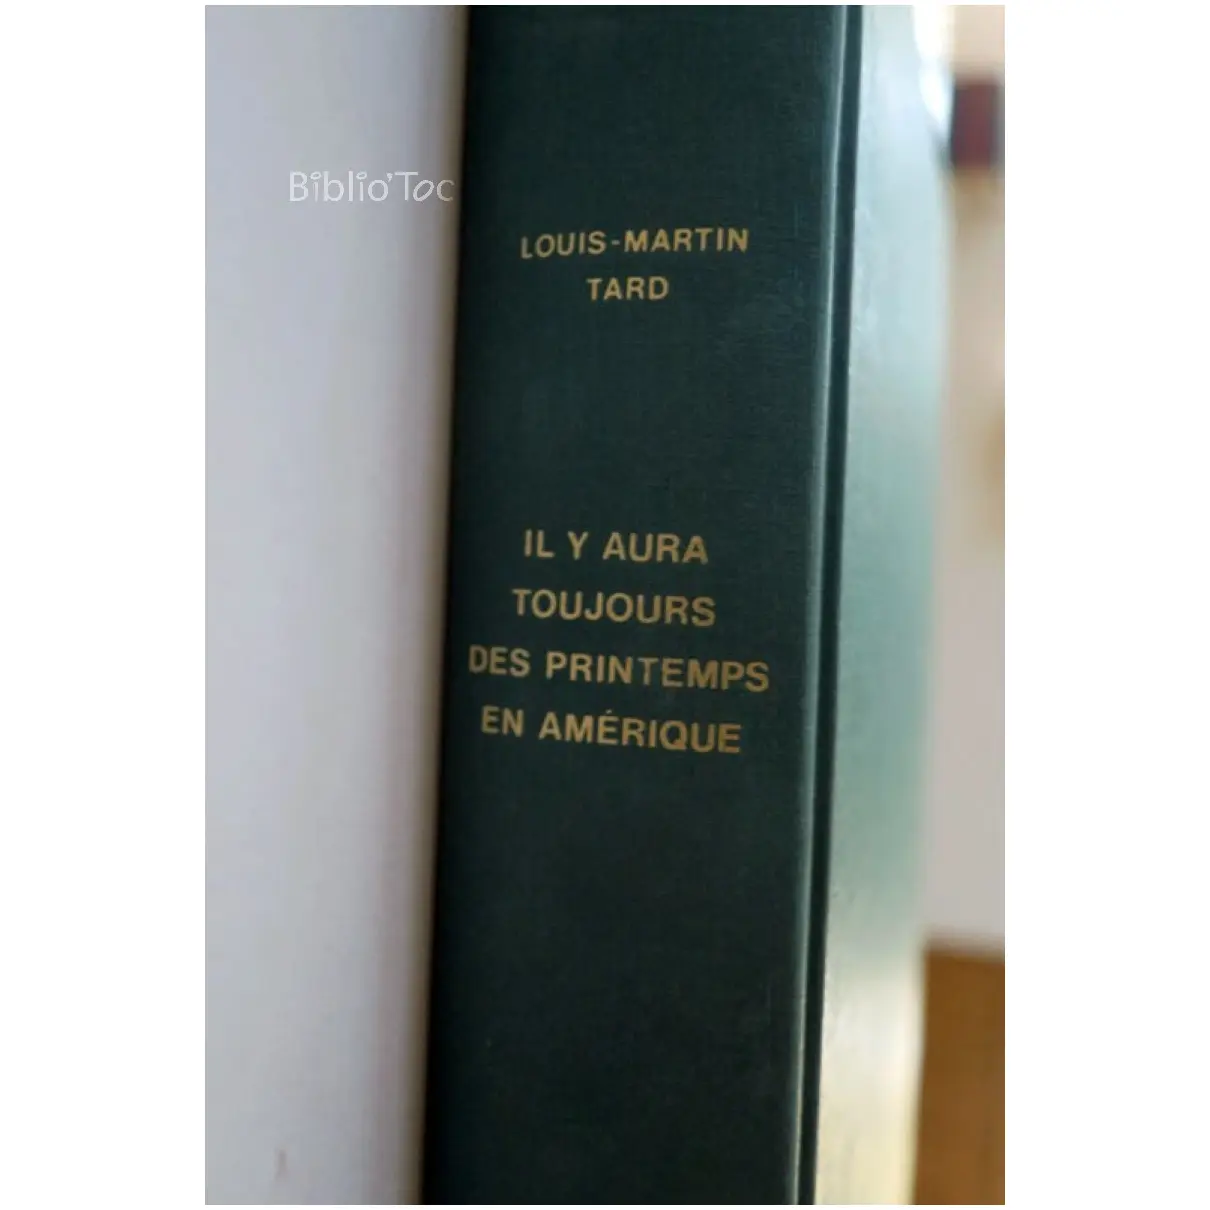 Biblio'Toc
LOUIS-MARTIN
TARD
IL Y AURA
TOUJOURS
DES PRINTEMPS
EN AMÉRIQUE